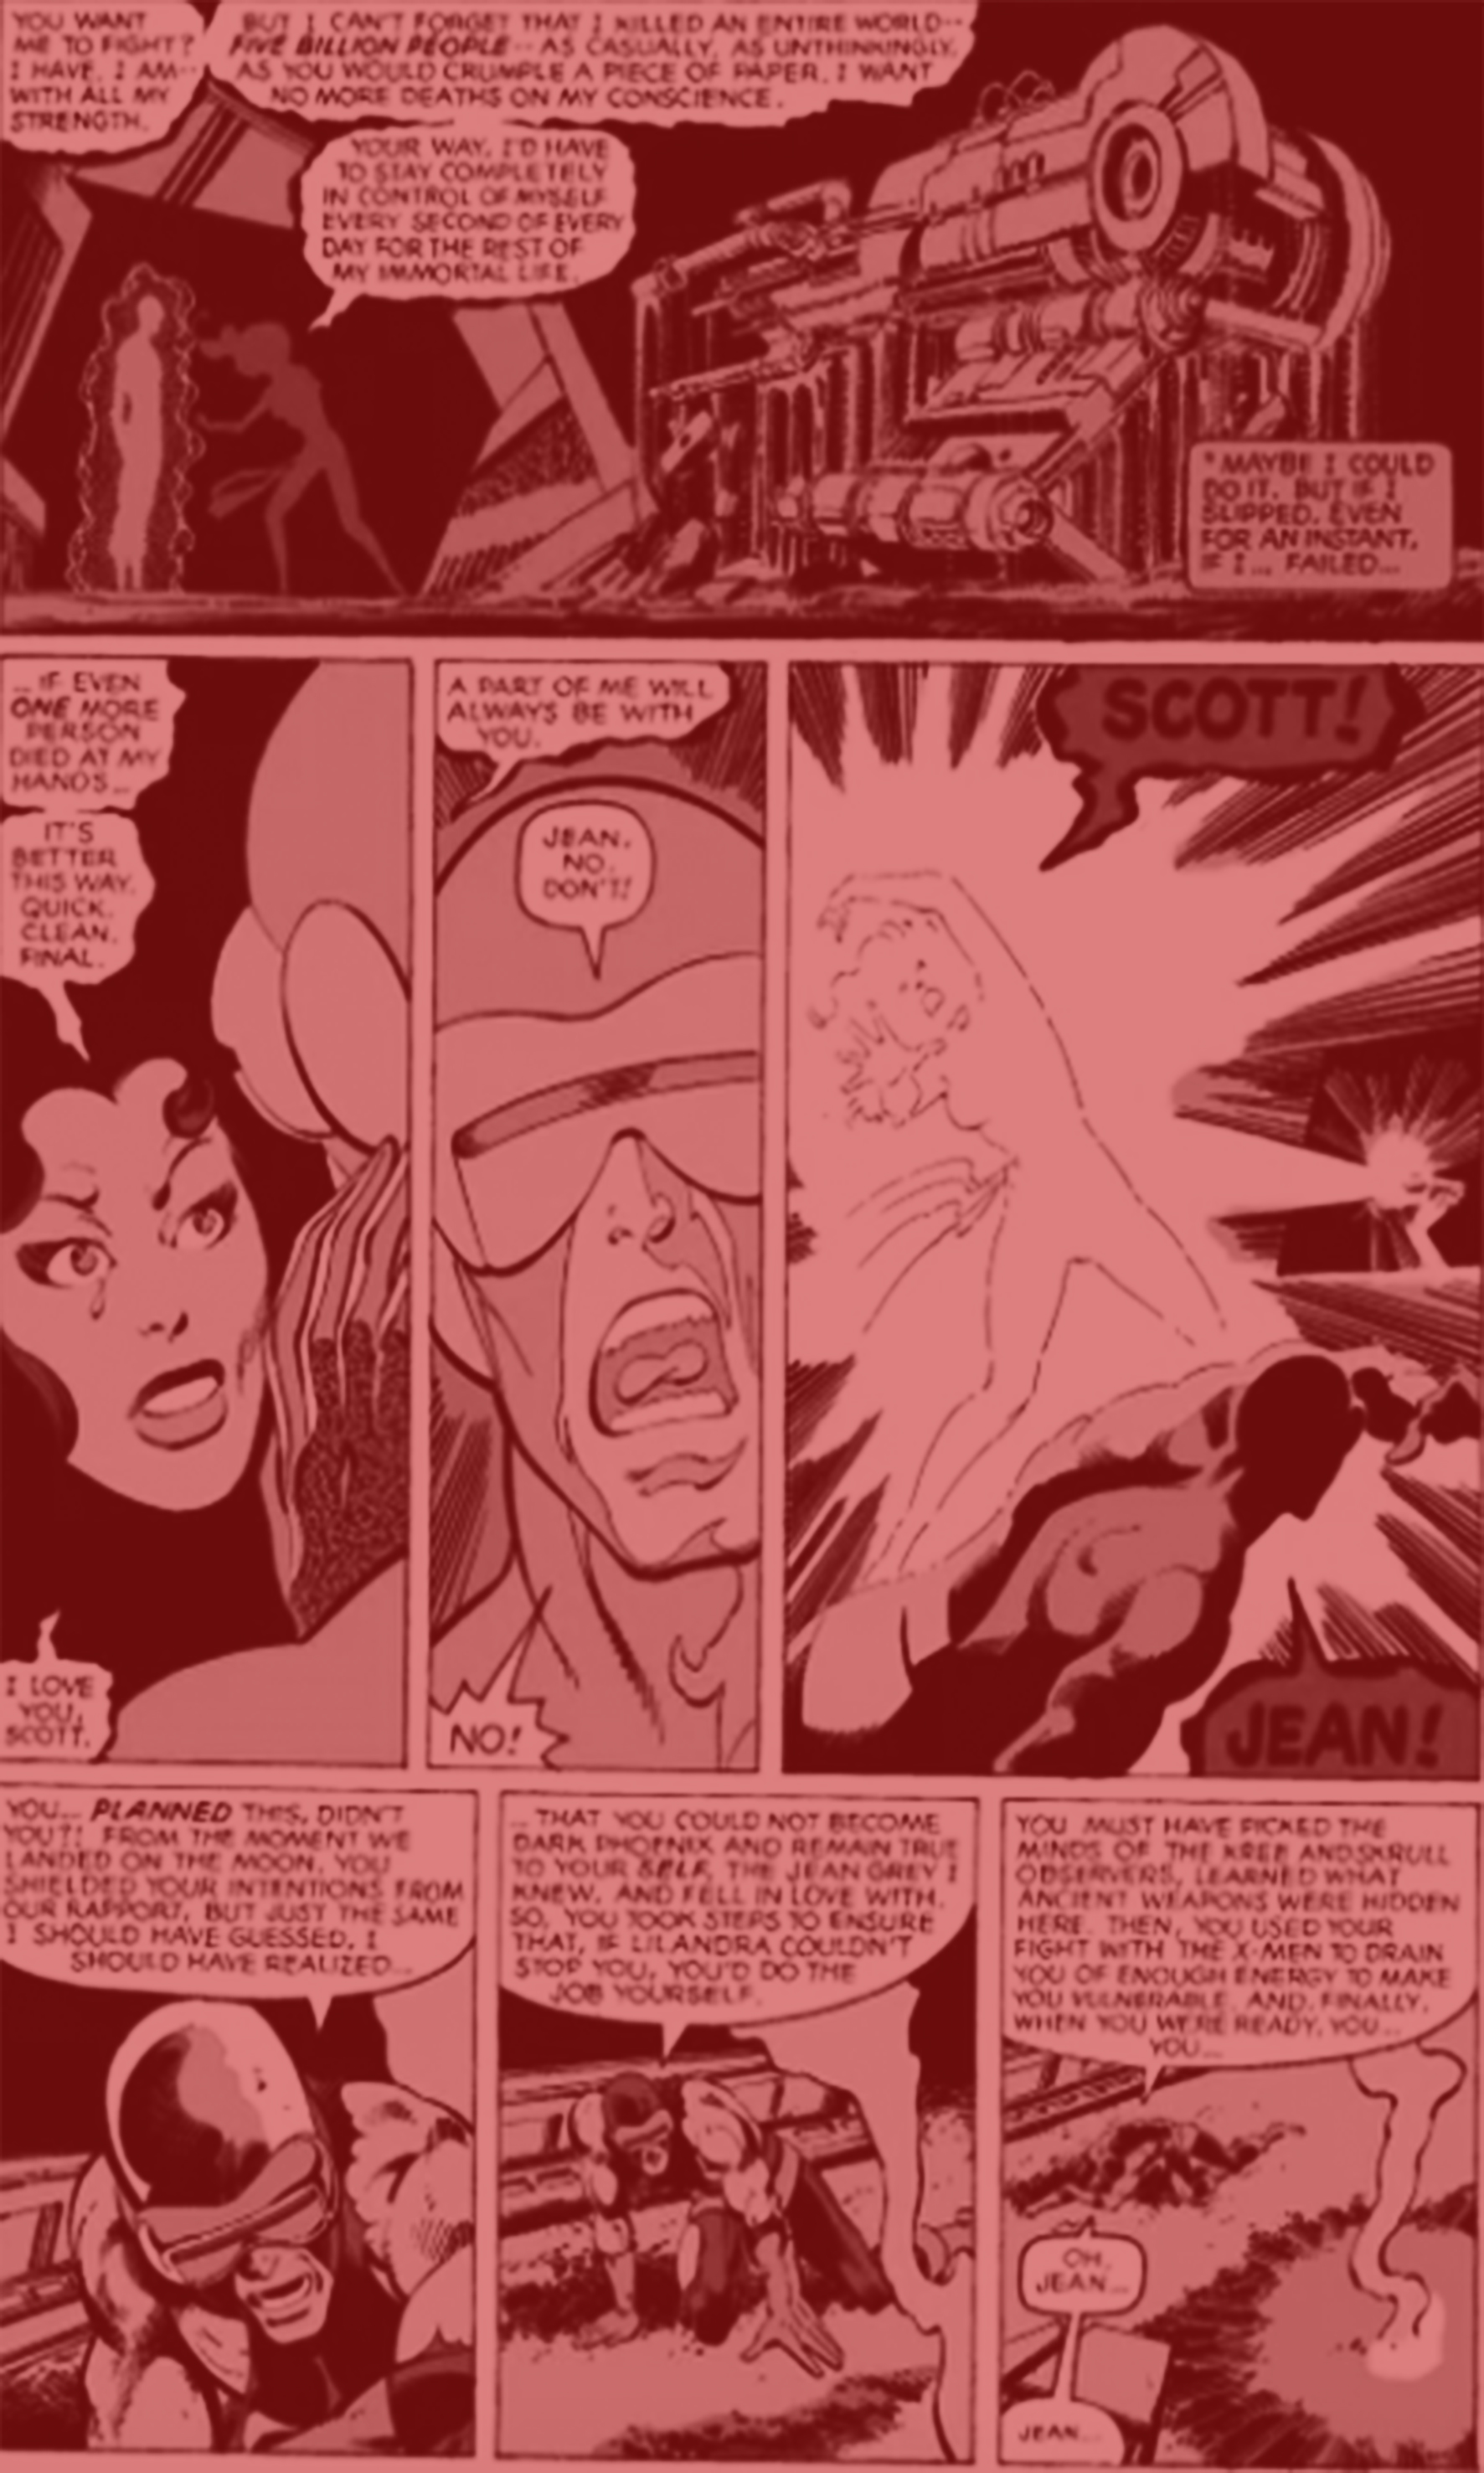 YOU WANT
ME TO FIGHT?
I HAVE. I AM--
WITH ALL MY
STRENGTH.
BUT I CAN'T FORGET THAT I KILLED AN ENTIRE WORLD--
FIVE BILLION PEOPLE -- AS CASUALLY, AS UNTHINKINGLY,
AS YOU WOULD CRUMPLE A PIECE OF PAPER. I WANT
NO MORE DEATHS ON MY CONSCIENCE.
YOUR WAY, I'D HAVE
TO STAY COMPLETELY
IN CONTROL OF MYSELF
EVERY SECOND OF EVERY
DAY FOR THE REST OF
MY IMMORTAL LIFE.
"MAYBE I COULD
DO IT. BUT IF I
SLIPPED, EVEN
FOR AN INSTANT,
IF I... FAILED...
...IF EVEN
ONE MORE
PERSON
DIED AT MY
HANDS...
IT'S
BETTER
THIS WAY.
QUICK.
CLEAN.
FINAL.
I LOVE
YOU,
SCOTT.
A PART OF ME WILL
ALWAYS BE WITH
YOU.
JEAN,
NO.
DON'T!
NO!
SCOTT!
JEAN!
YOU... PLANNED THIS, DIDN'T
YOU?! FROM THE MOMENT WE
LANDED ON THE MOON. YOU
SHIELDED YOUR INTENTIONS FROM
OUR RAPPORT, BUT JUST THE SAME
I SHOULD HAVE GUESSED. I
SHOULD HAVE REALIZED...
...THAT YOU COULD NOT BECOME
DARK PHOENIX AND REMAIN TRUE
TO YOUR SELF, THE JEAN GREY I
KNEW, AND FELL IN LOVE WITH.
SO, YOU TOOK STEPS TO ENSURE
THAT, IF LILANDRA COULDN'T
STOP YOU, YOU'D DO THE
JOB YOURSELF.
YOU MUST HAVE PICKED THE
MINDS OF THE KREE AND SKRULL
OBSERVERS, LEARNED WHAT
ANCIENT WEAPONS WERE HIDDEN
HERE. THEN, YOU USED YOUR
FIGHT WITH THE X-MEN TO DRAIN
YOU OF ENOUGH ENERGY TO MAKE
YOU VULNERABLE. AND, FINALLY,
WHEN YOU WERE READY, YOU...
YOU...
OH,
JEAN...
JEAN...